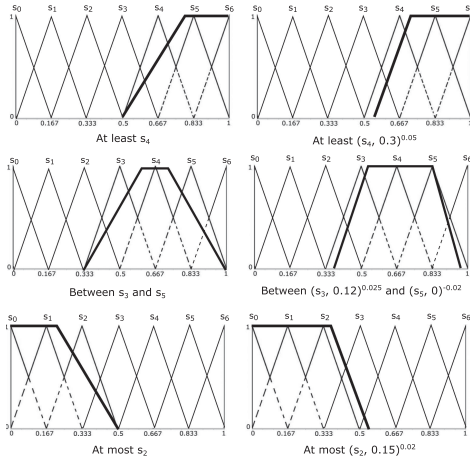 s0 s1 s2 s3 s4 s5 s6
1
0
0 0.167 0.333 0.5 0.667 0.833 1
At least s4
s0 s1 s2 s3 s4 s5 s6
1
0
0 0.167 0.333 0.5 0.667 0.833 1
At least (s4, 0.3)^0.05
s0 s1 s2 s3 s4 s5 s6
1
0
0 0.167 0.333 0.5 0.667 0.833 1
Between s3 and s5
s0 s1 s2 s3 s4 s5 s6
1
0
0 0.167 0.333 0.5 0.667 0.833 1
Between (s3, 0.12)^0.025 and (s5, 0)^-0.02
s0 s1 s2 s3 s4 s5 s6
1
0
0 0.167 0.333 0.5 0.667 0.833 1
At most s2
s0 s1 s2 s3 s4 s5 s6
1
0
0 0.167 0.333 0.5 0.667 0.833 1
At most (s2, 0.15)^0.02